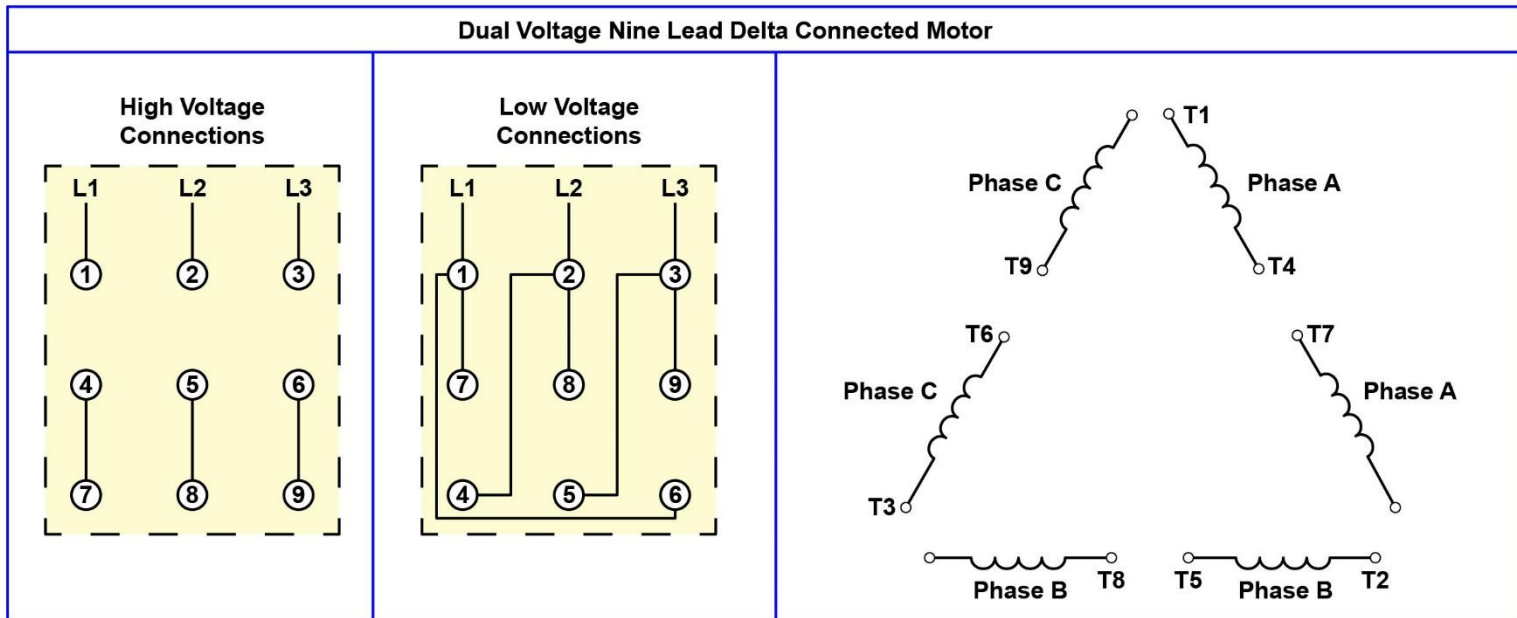 Dual Voltage Nine Lead Delta Connected Motor
High Voltage
Connections
L1 L2 L3
1 2 3
4 5 6
7 8 9
Low Voltage
Connections
L1 L2 L3
1 2 3
7 8 9
4 5 6
T1
Phase C Phase A
T9 T4
T6 T7
Phase C Phase A
T3
T8 T5 T2
Phase B Phase B